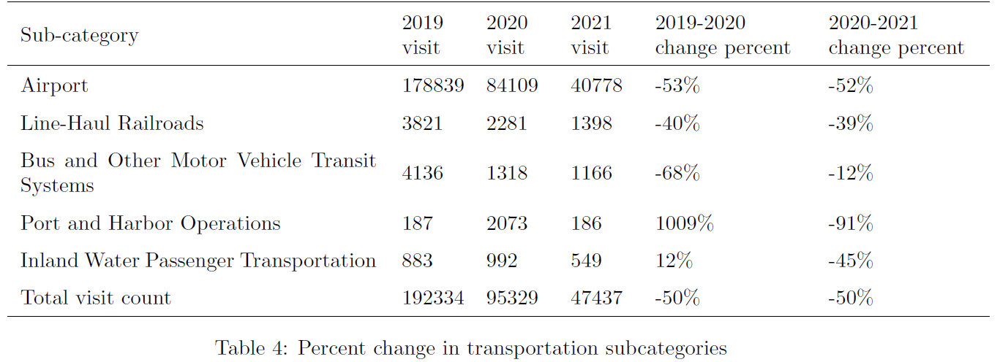 Sub-category 2019 visit 2020 visit 2021 visit 2019-2020 change percent 2020-2021 change percent
Airport 178839 84109 40778 -53% -52%
Line-Haul Railroads 3821 2281 1398 -40% -39%
Bus and Other Motor Vehicle Transit Systems 4136 1318 1166 -68% -12%
Port and Harbor Operations 187 2073 186 1009% -91%
Inland Water Passenger Transportation 883 992 549 12% -45%
Total visit count 192334 95329 47437 -50% -50%
Table 4: Percent change in transportation subcategories